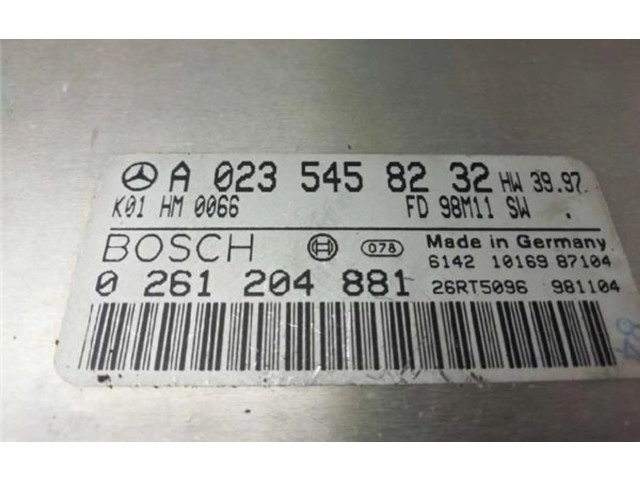 A 023 545 82 32 HW 39.97
K01 HM 0066 FD 98M11 SW .
BOSCH 078 Made in Germany
6142 10169 87104
0 261 204 881 26RT5096 981104